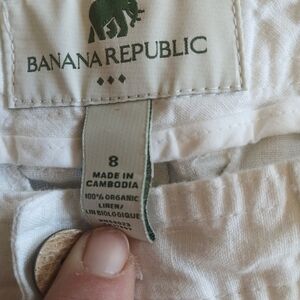 BANANA REPUBLIC
8
MADE IN
CAMBODIA
100% ORGANIC
LINEN/
LIN BIOLOGIQUE